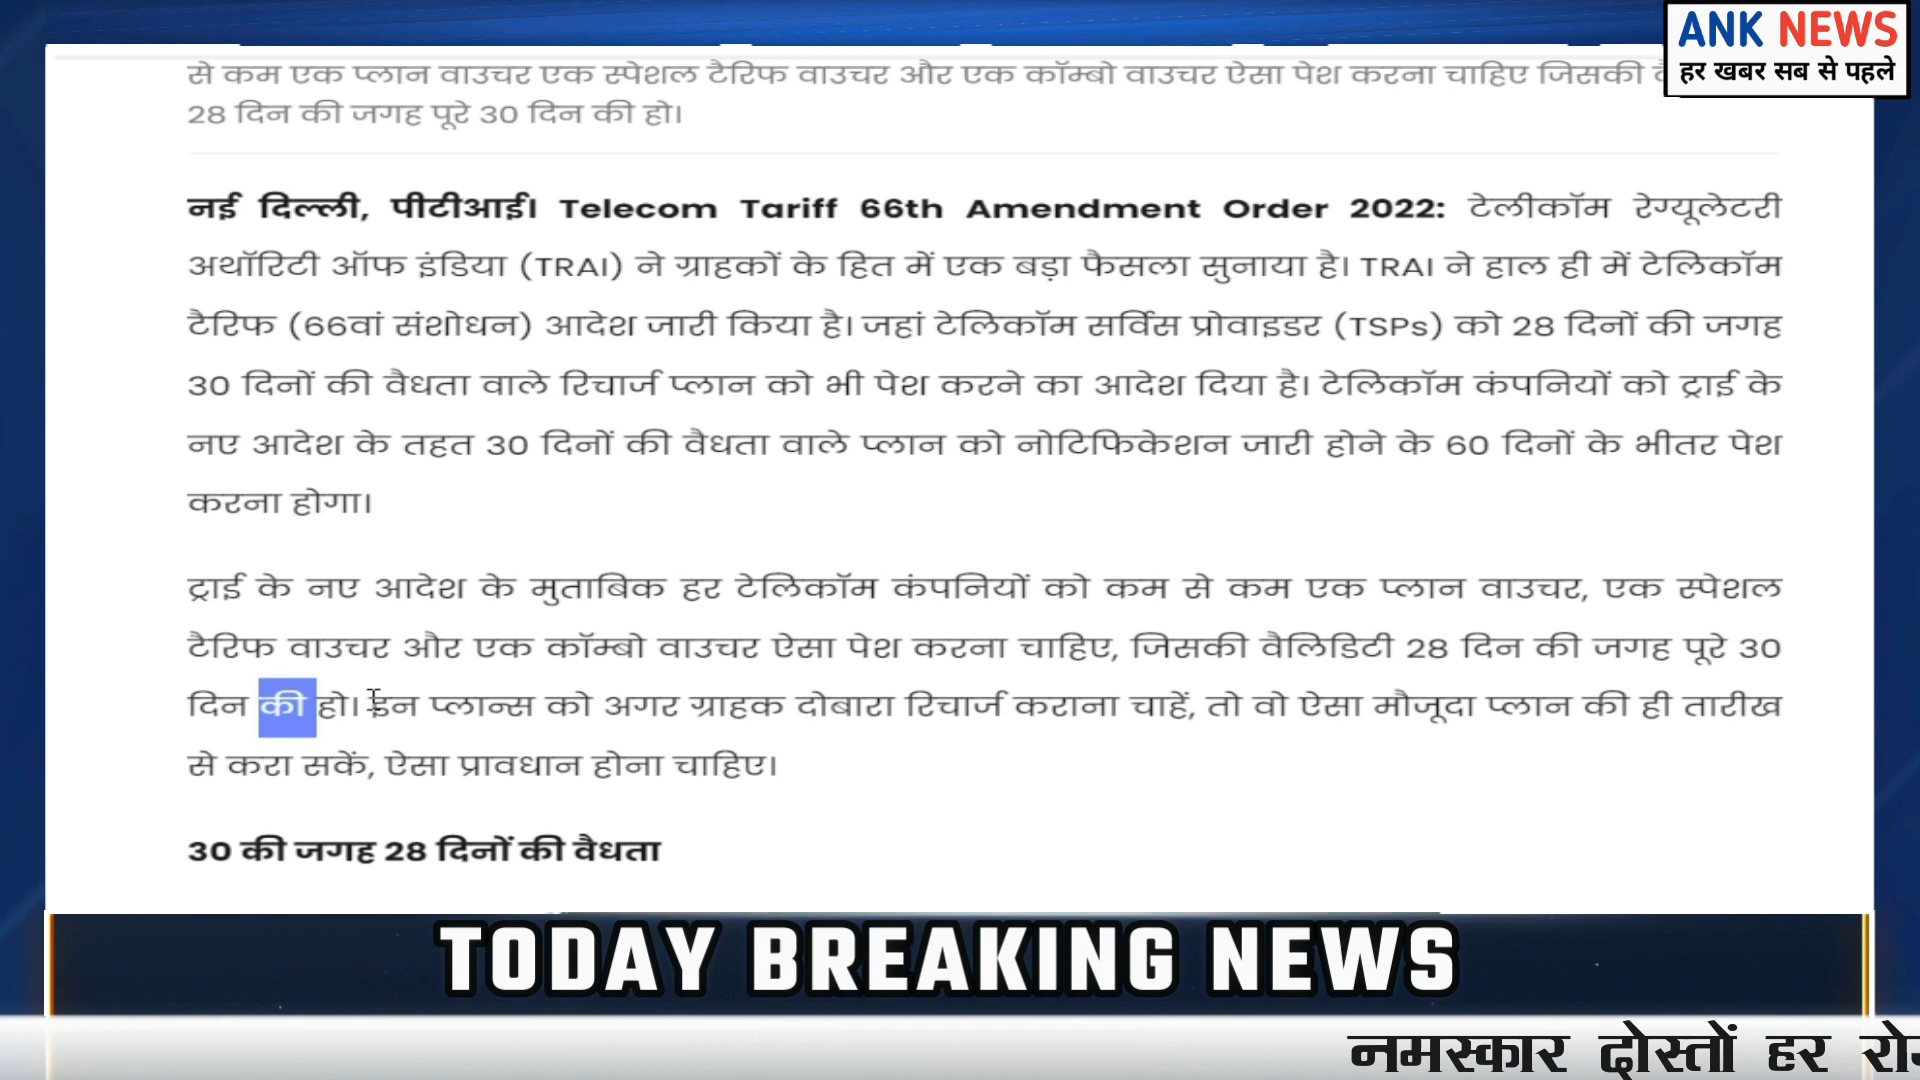 ANK NEWS
हर खबर सब से पहले
से कम एक प्लान वाउचर एक स्पेशल टैरिफ वाउचर और एक कॉम्बो वाउचर ऐसा पेश करना चाहिए जिसकी
28 दिन की जगह पूरे 30 दिन की हो।
नई दिल्ली, पीटीआई। Telecom Tariff 66th Amendment Order 2022: टेलीकॉम रेग्यूलेटरी
अथॉरिटी ऑफ इंडिया (TRAI) ने ग्राहकों के हित में एक बड़ा फैसला सुनाया है। TRAI ने हाल ही में टेलिकॉम
टैरिफ (66वां संशोधन) आदेश जारी किया है। जहां टेलिकॉम सर्विस प्रोवाइडर (TSPs) को 28 दिनों की जगह
30 दिनों की वैधता वाले रिचार्ज प्लान को भी पेश करने का आदेश दिया है। टेलिकॉम कंपनियों को ट्राई के
नए आदेश के तहत 30 दिनों की वैधता वाले प्लान को नोटिफिकेशन जारी होने के 60 दिनों के भीतर पेश
करना होगा।
ट्राई के नए आदेश के मुताबिक हर टेलिकॉम कंपनियों को कम से कम एक प्लान वाउचर, एक स्पेशल
टैरिफ वाउचर और एक कॉम्बो वाउचर ऐसा पेश करना चाहिए, जिसकी वैलिडिटी 28 दिन की जगह पूरे 30
दिन की हो। इन प्लान्स को अगर ग्राहक दोबारा रिचार्ज कराना चाहें, तो वो ऐसा मौजूदा प्लान की ही तारीख
से करा सकें, ऐसा प्रावधान होना चाहिए।
30 की जगह 28 दिनों की वैधता
TODAY BREAKING NEWS
नमस्कार दोस्तों हर